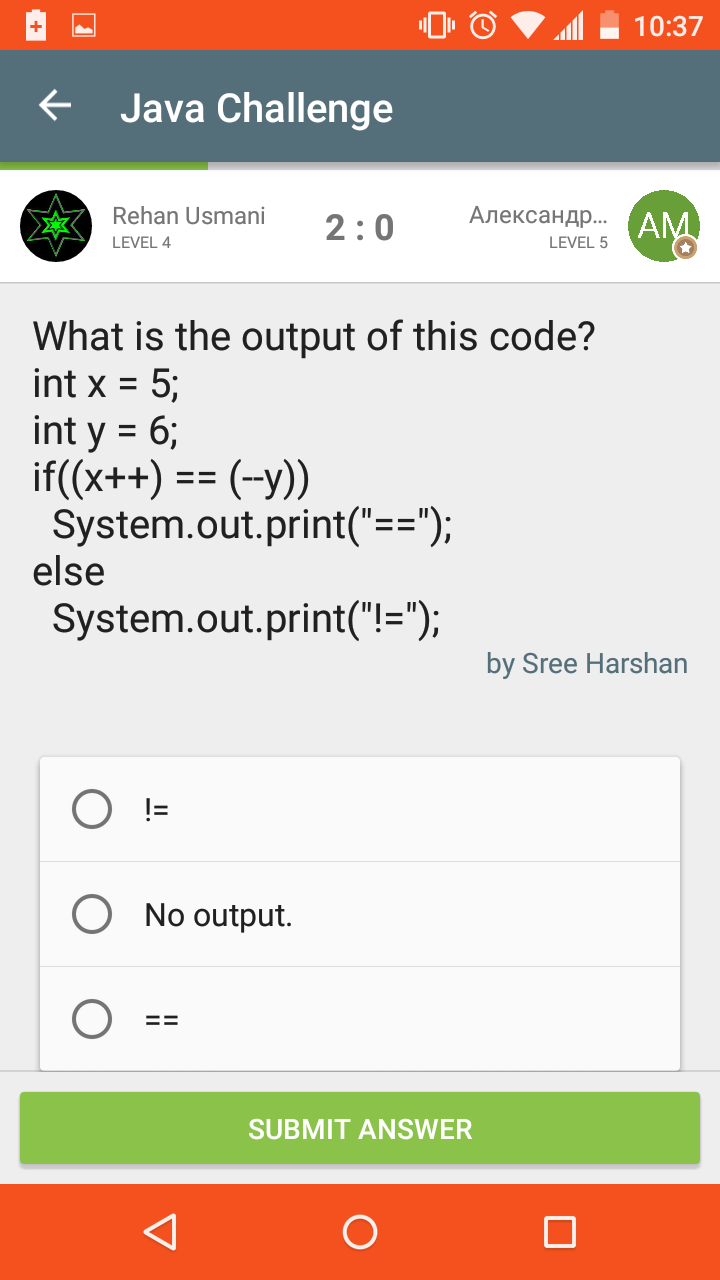 10:37
Java Challenge
Rehan Usmani
LEVEL 4
2 : 0
Александр...
LEVEL 5
AM
What is the output of this code?
int x = 5;
int y = 6;
if((x++) == (--y))
System.out.print("==");
else
System.out.print("!=");
by Sree Harshan
!=
No output.
==
SUBMIT ANSWER